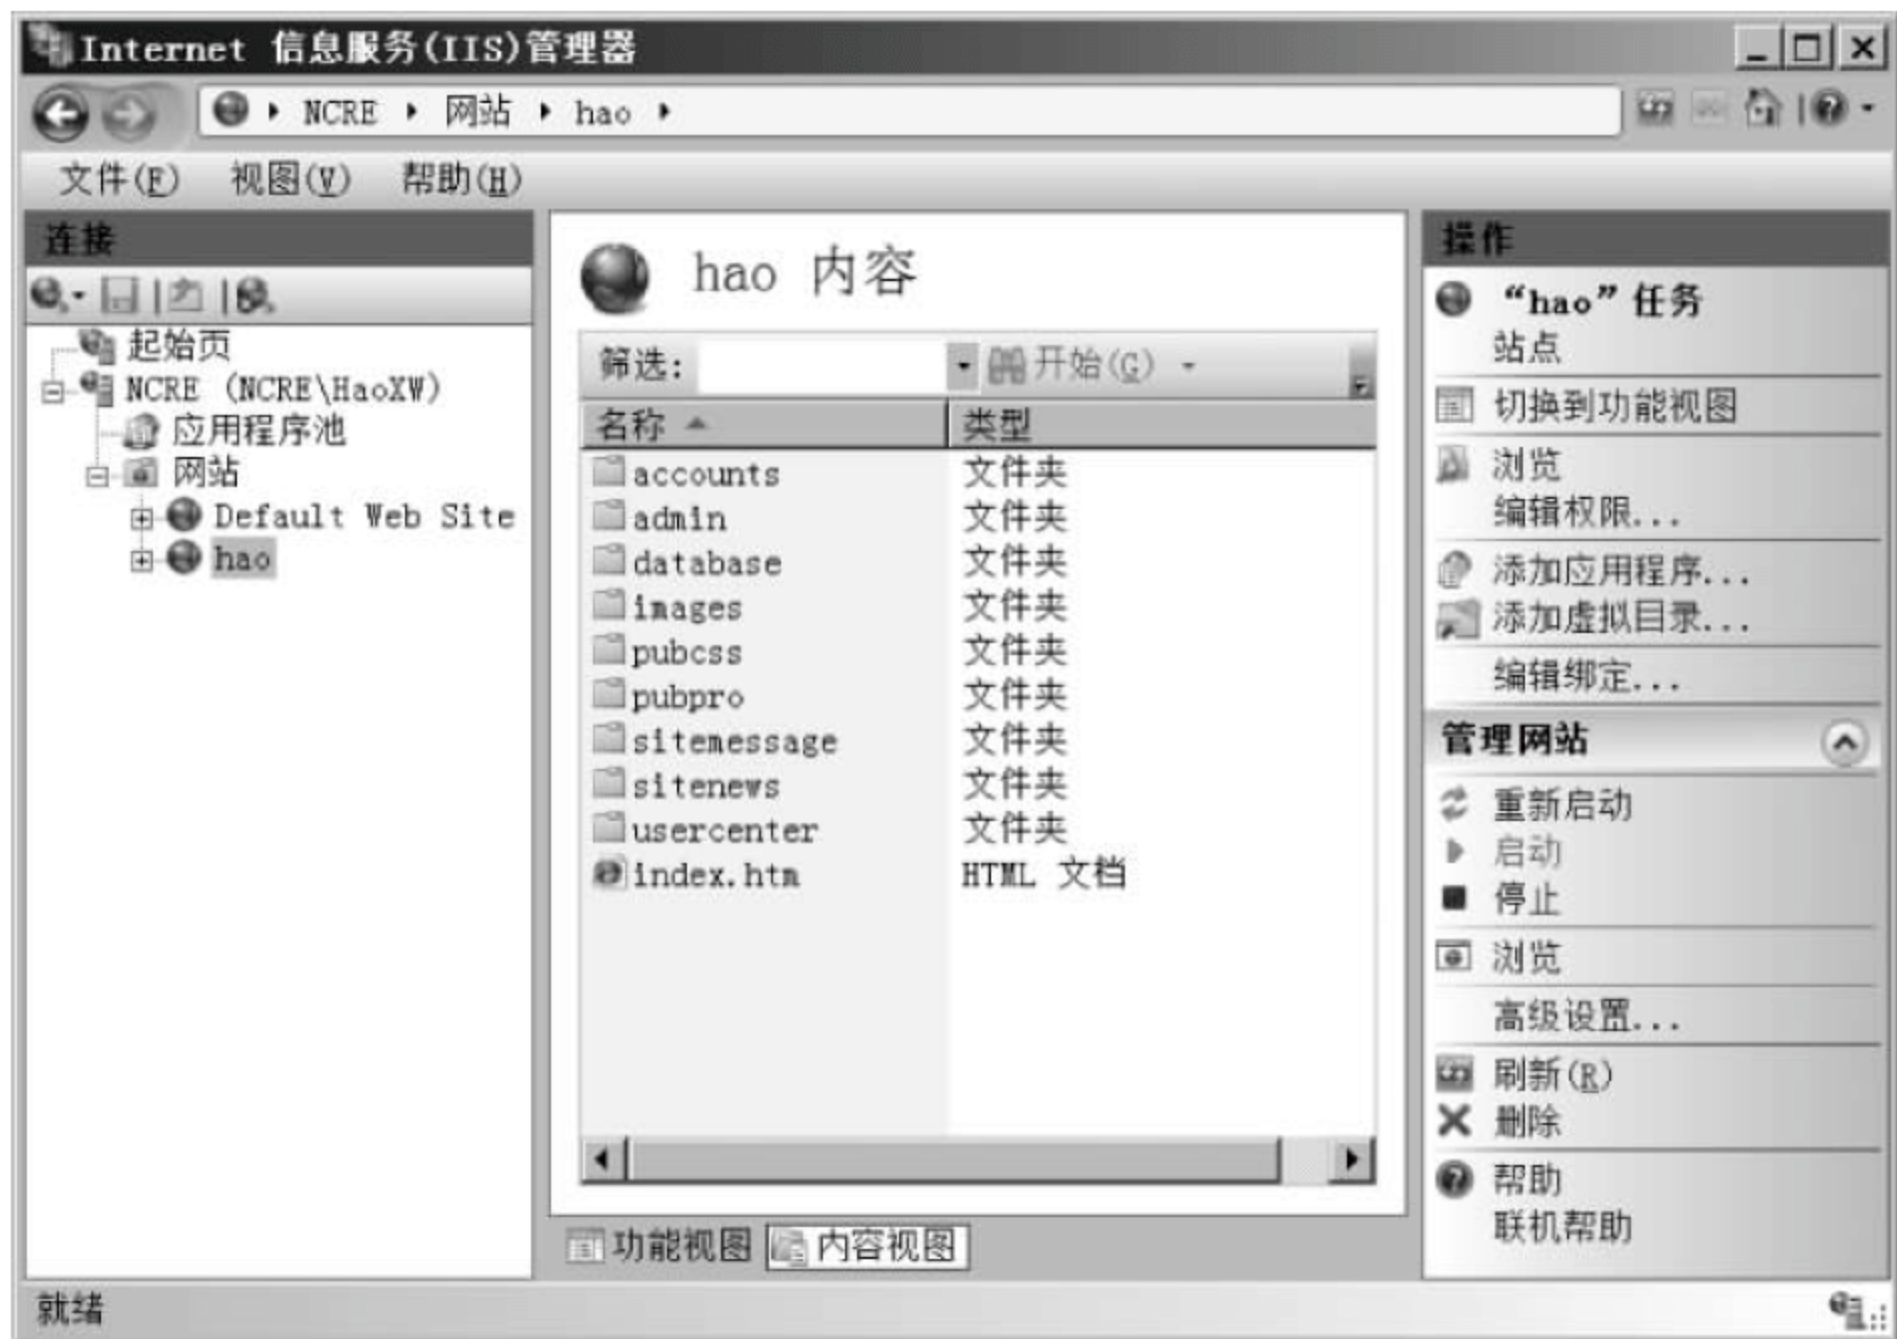 Internet 信息服务(IIS)管理器
NCRE 网站 hao
文件(F) 视图(V) 帮助(H)
连接
起始页
NCRE (NCRE\HaoXW)
应用程序池
网站
Default Web Site
hao
hao 内容
筛选: 开始(G)
名称 类型
accounts 文件夹
admin 文件夹
database 文件夹
images 文件夹
pubcss 文件夹
pubpro 文件夹
sitemessage 文件夹
sitenews 文件夹
usercenter 文件夹
index.htm HTML 文档
功能视图 内容视图
操作
“hao”任务
站点
切换到功能视图
浏览
编辑权限...
添加应用程序...
添加虚拟目录...
编辑绑定...
管理网站
重新启动
启动
停止
浏览
高级设置...
刷新(R)
删除
帮助
联机帮助
就绪